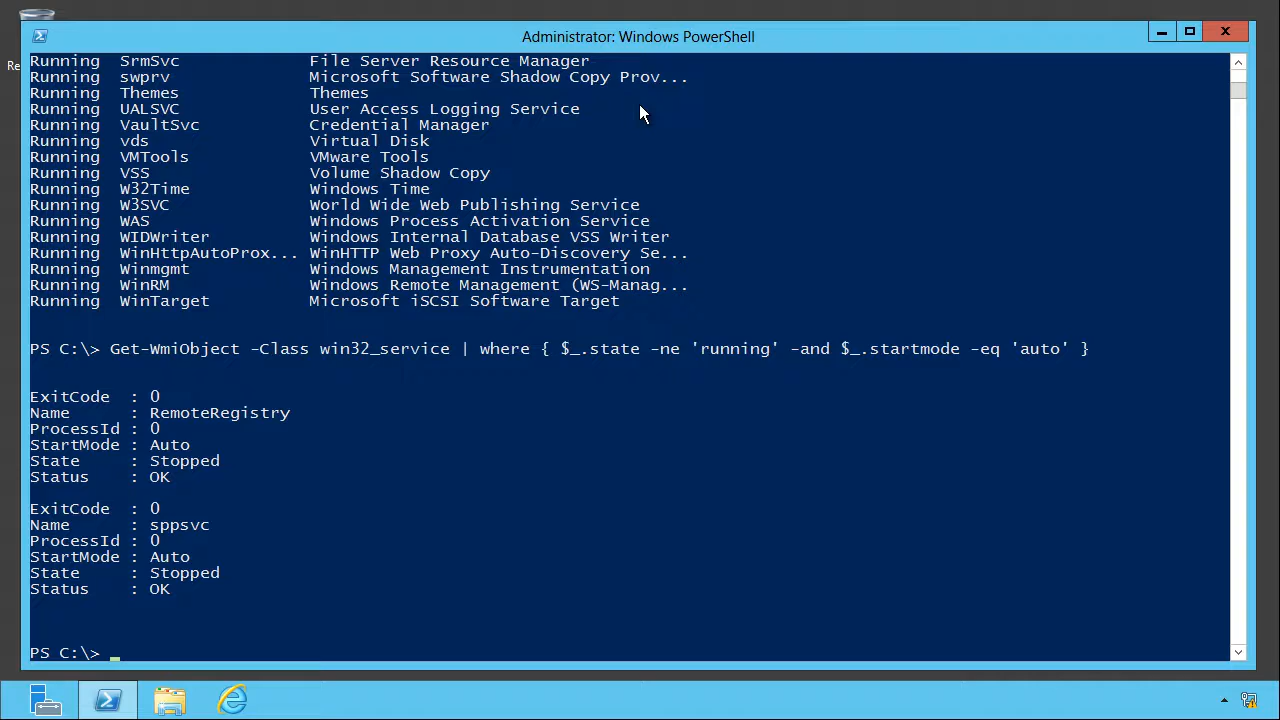 Administrator: Windows PowerShell
Re
Running  SrmSvc             File Server Resource Manager
Running  swprv              Microsoft Software Shadow Copy Prov...
Running  Themes             Themes
Running  UALSVC             User Access Logging Service
Running  VaultSvc           Credential Manager
Running  vds                Virtual Disk
Running  VMTools            VMware Tools
Running  VSS                Volume Shadow Copy
Running  W32Time            Windows Time
Running  W3SVC              World Wide Web Publishing Service
Running  WAS                Windows Process Activation Service
Running  WIDWriter          Windows Internal Database VSS Writer
Running  WinHttpAutoProx... WinHTTP Web Proxy Auto-Discovery Se...
Running  Winmgmt            Windows Management Instrumentation
Running  WinRM              Windows Remote Management (WS-Manag...
Running  WinTarget          Microsoft iSCSI Software Target
PS C:\> Get-WmiObject -Class win32_service | where { $_.state -ne 'running' -and $_.startmode -eq 'auto' }
ExitCode  : 0
Name      : RemoteRegistry
ProcessId : 0
StartMode : Auto
State     : Stopped
Status    : OK
ExitCode  : 0
Name      : sppsvc
ProcessId : 0
StartMode : Auto
State     : Stopped
Status    : OK
PS C:\>